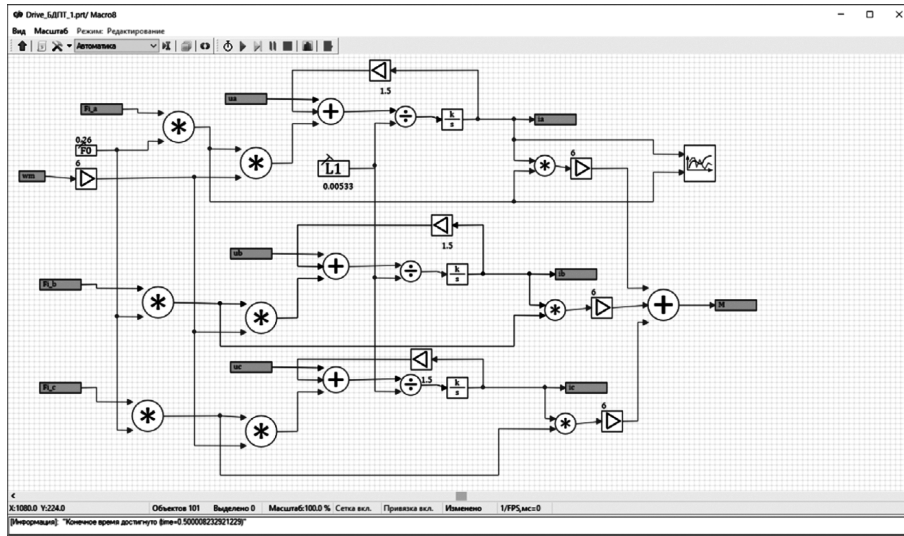 Drive_БДПТ_1.prt/ Macro8
Вид Масштаб Режим: Редактирование
Автоматика
1.5
Fi_a
ua
ia
0.26
F0
6
wm
L1
0.00533
6
1.5
ub
Fi_b
ib
6
M
uc
1.5
Fi_c
ic
6
k
s
k
s
k
s
X:1080.0 Y:224.0 Объектов 101 Выделено 0 Масштаб:100.0 % Сетка вкл. Привязка вкл. Изменено 1/FPS,мс=0
[Информация]: "Конечное время достигнуто (time=0.500008232921229)"